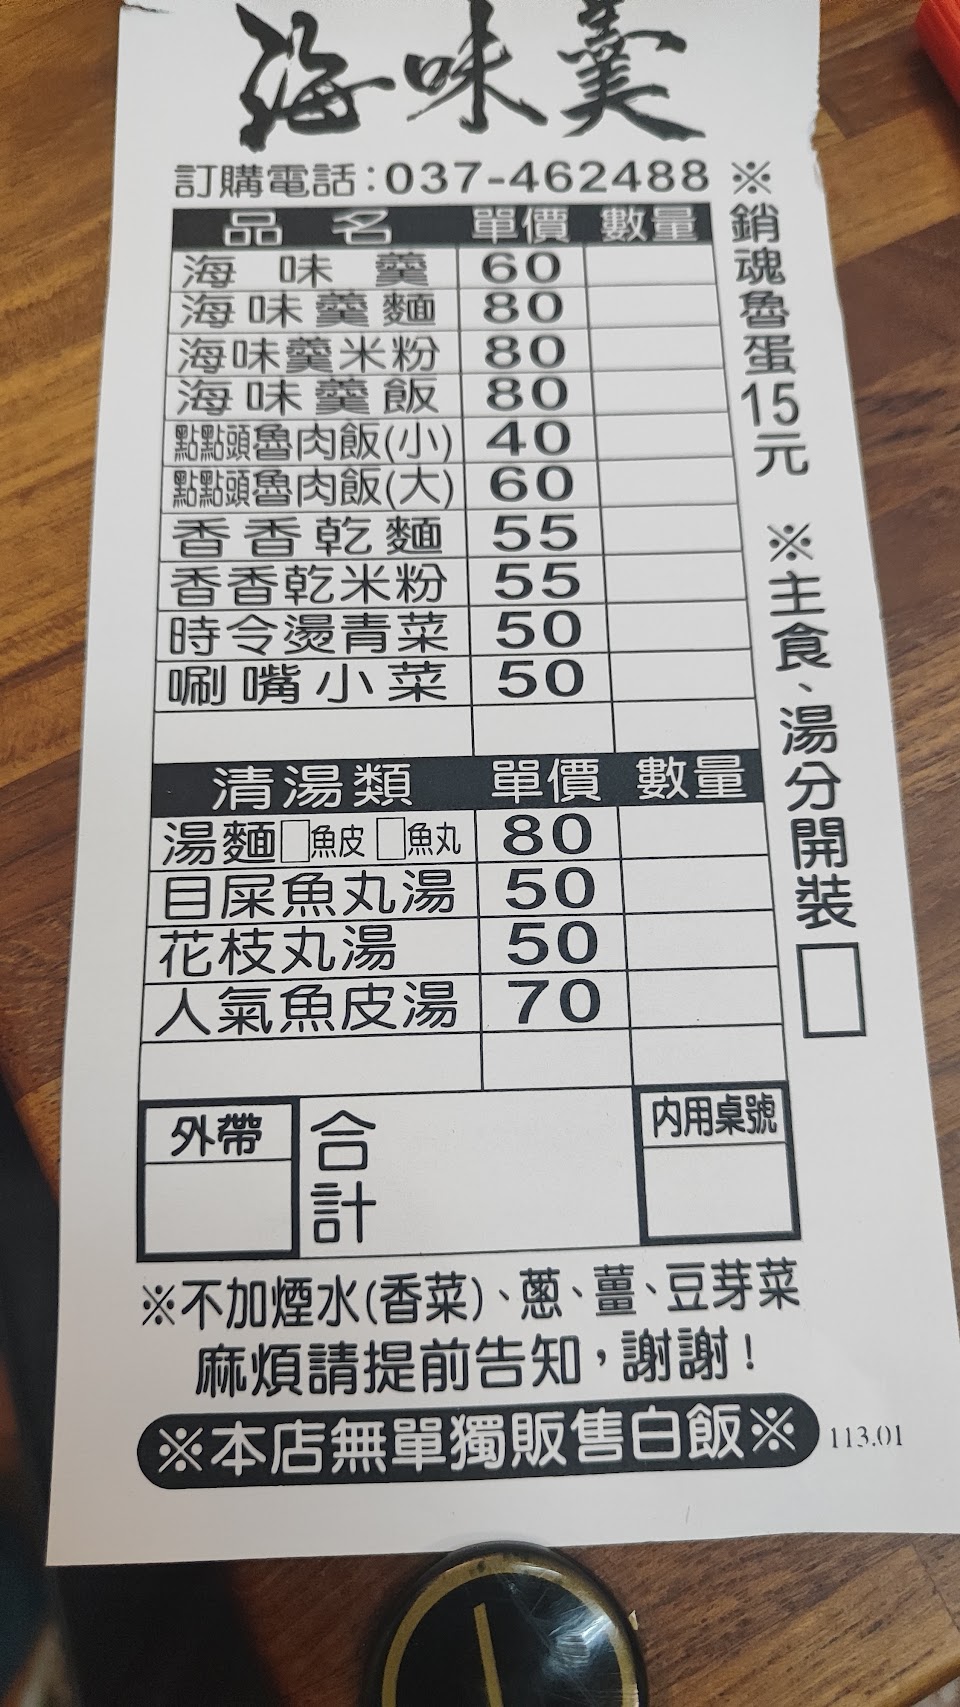 海味羹
訂購電話:037-462488
品名 單價 數量
海味羹 60
海味羹麵 80
海味羹米粉 80
海味羹飯 80
點點頭魯肉飯(小) 40
點點頭魯肉飯(大) 60
香香乾麵 55
香香乾米粉 55
時令燙青菜 50
唰嘴小菜 50
清湯類 單價 數量
湯麵□魚皮 □魚丸 80
目屎魚丸湯 50
花枝丸湯 50
人氣魚皮湯 70
外帶
合計
內用桌號
※不加煙水(香菜)、蔥、薑、豆芽菜
麻煩請提前告知，謝謝!
※本店無單獨販售白飯※
113.01
※銷魂魯蛋15元 ※主食、湯分開裝□